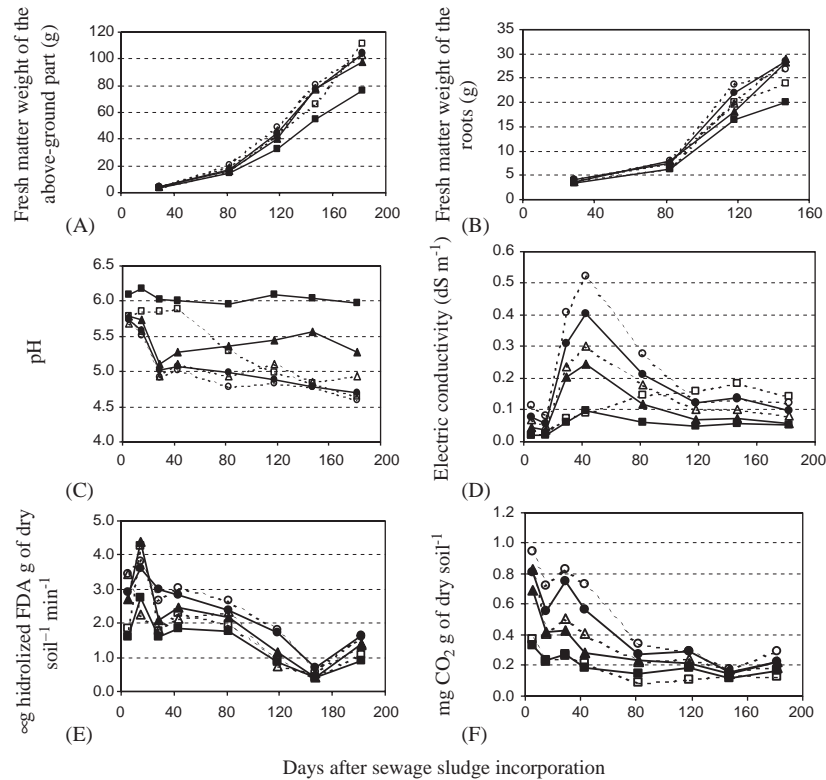 Fresh matter weight of the
above-ground part (g)
120
100
80
60
40
20
0
0 40 80 120 160 200
(A)
Fresh matter weight of the
roots (g)
35
30
25
20
15
10
5
0
0 40 80 120 160
(B)
pH
6.5
6.0
5.5
5.0
4.5
4.0
0 40 80 120 160 200
(C)
Electric conductivity (dS m⁻¹)
0.6
0.5
0.4
0.3
0.2
0.1
0.0
0 40 80 120 160 200
(D)
∝g hidrolized FDA g of dry
soil⁻¹ min⁻¹
5.0
4.0
3.0
2.0
1.0
0.0
0 40 80 120 160 200
(E)
mg CO₂ g of dry soil⁻¹
1.2
1.0
0.8
0.6
0.4
0.2
0.0
0 40 80 120 160 200
(F)
Days after sewage sludge incorporation